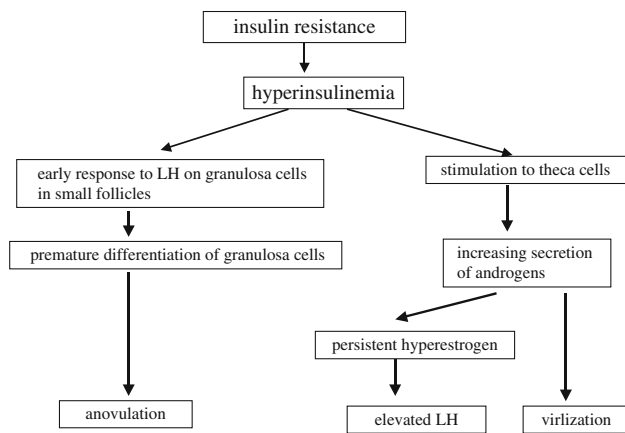 insulin resistance
hyperinsulinemia
early response to LH on granulosa cells
in small follicles
stimulation to theca cells
premature differentiation of granulosa cells
increasing secretion
of androgens
persistent hyperestrogen
anovulation
elevated LH
virlization